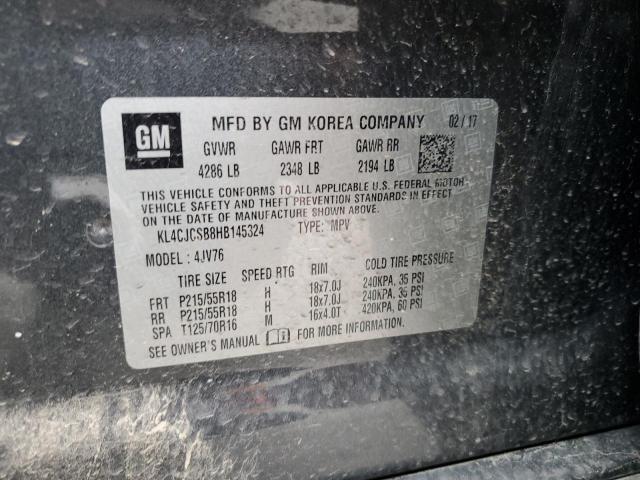 GM
MFD BY GM KOREA COMPANY 02/17
GVWR GAWR FRT GAWR RR
4286 LB 2348 LB 2194 LB
THIS VEHICLE CONFORMS TO ALL APPLICABLE U.S. FEDERAL MOTOR
VEHICLE SAFETY AND THEFT PREVENTION STANDARDS IN EFFECT
ON THE DATE OF MANUFACTURE SHOWN ABOVE.
KL4CJCSB8HB145324 TYPE: MPV
MODEL : 4JV76
TIRE SIZE SPEED RTG RIM COLD TIRE PRESSURE
FRT P215/55R18 H 18x7.0J 240KPA, 35 PSI
RR P215/55R18 H 18x7.0J 240KPA, 35 PSI
SPA T125/70R16 M 16x4.0T 420KPA, 60 PSI
SEE OWNER'S MANUAL FOR MORE INFORMATION.